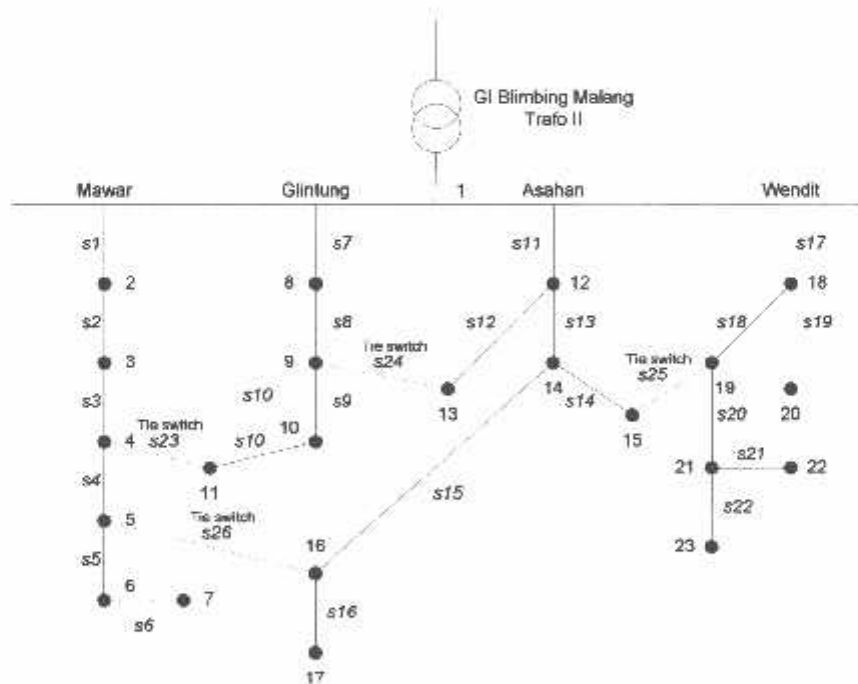 GI Blimbing Malang
Trafo II
Mawar Glintung 1 Asahan Wendit
s1 s7 s11 s17
2 8 12 18
s2 s8 s12 s13 s18 s19
Tie switch
s24
Tie switch
s25
3 9 13 14 19 20
s3 s10 s9 s14 s20
Tie switch
s23
4 s10 10 15
11
s21
21 22
s4 s15 s22
5
Tie switch
s26
16 23
s5
6 7
s6 s16
17